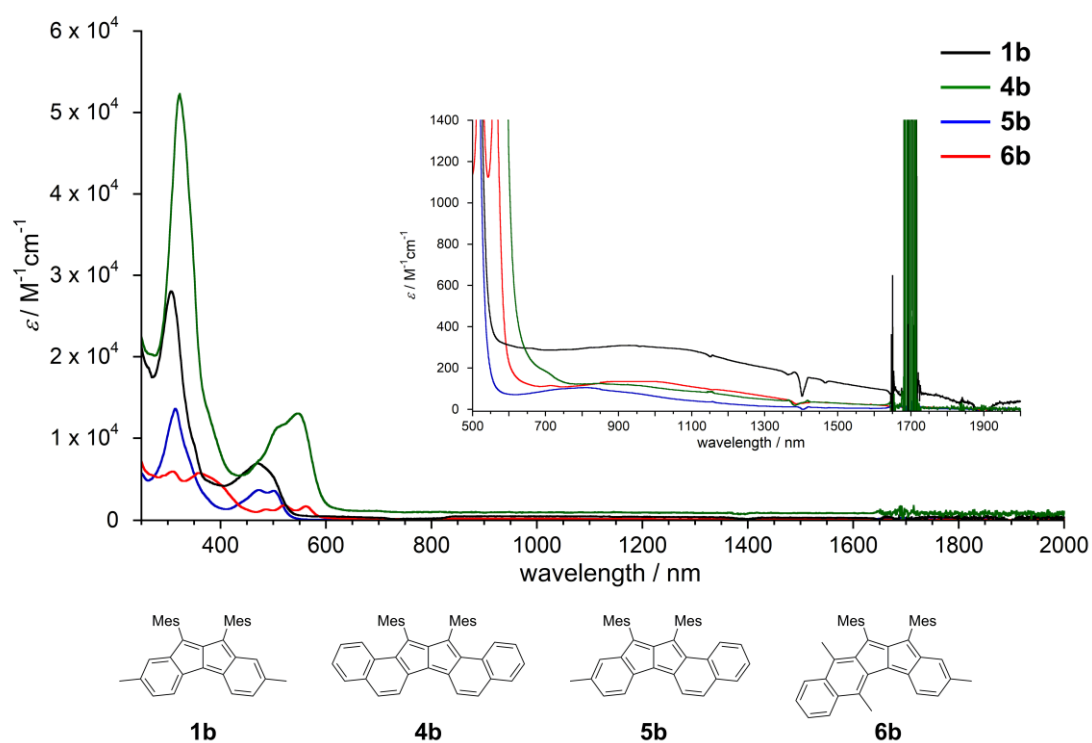 6 x 10⁴
5 x 10⁴
4 x 10⁴
3 x 10⁴
2 x 10⁴
1 x 10⁴
0
ε / M⁻¹cm⁻¹
400 600 800 1000 1200 1400 1600 1800 2000
wavelength / nm
1b
4b
5b
6b
1400
1200
1000
800
600
400
200
0
ε / M⁻¹cm⁻¹
500 700 900 1100 1300 1500 1700 1900
wavelength / nm
Mes Mes
1b
Mes Mes
4b
Mes Mes
5b
Mes Mes
6b